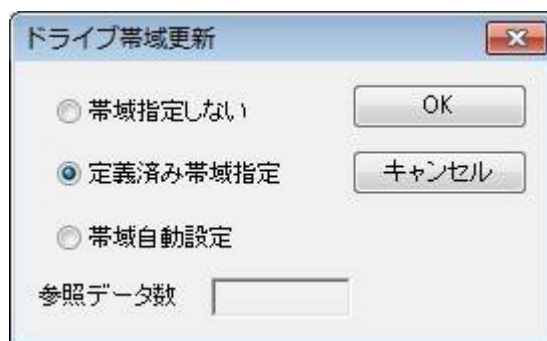 ドライブ帯域更新
帯域指定しない
OK
定義済み帯域指定
キャンセル
帯域自動設定
参照データ数